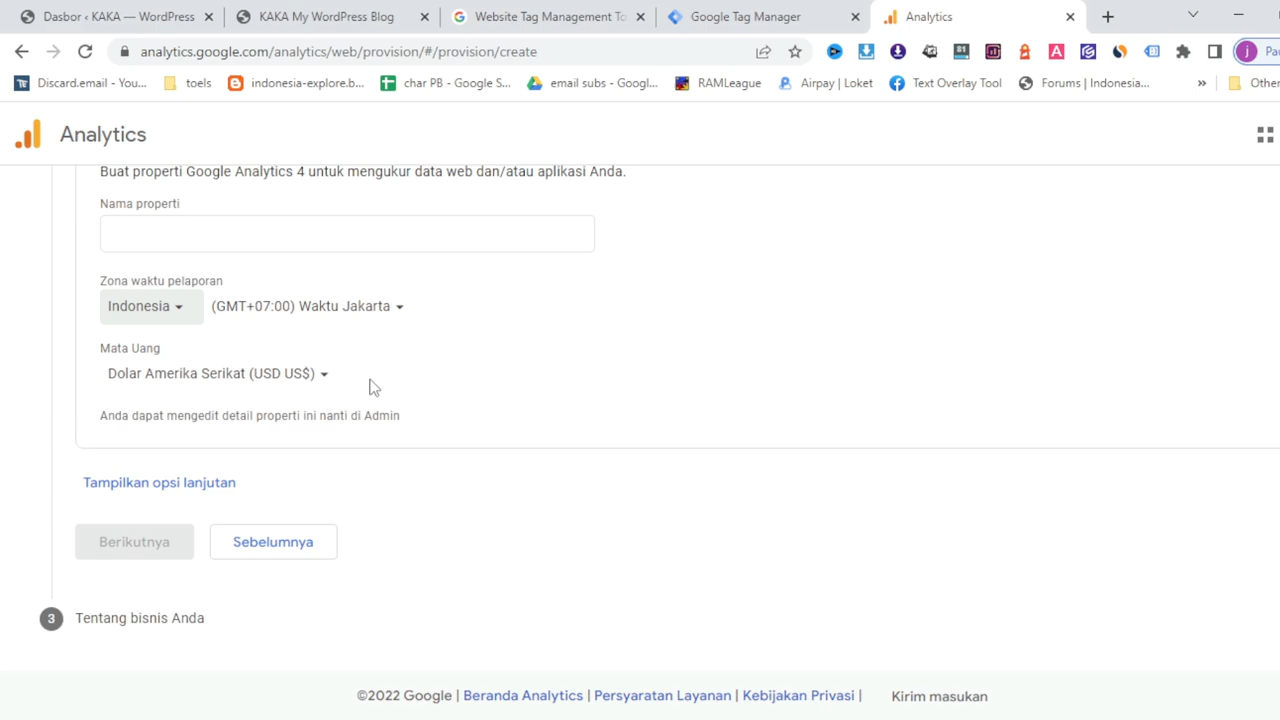 Dasbor ‹ KAKA — WordPress
KAKA My WordPress Blog
Website Tag Management To
Google Tag Manager
Analytics
analytics.google.com/analytics/web/provision/#/provision/create
81
A
j
Pau
TE
Discard.email - You...
toels
indonesia-explore.b...
char PB - Google S...
email subs - Googl...
RAMLeague
Airpay | Loket
Text Overlay Tool
Forums | Indonesia...
»
Other
Analytics
Buat properti Google Analytics 4 untuk mengukur data web dan/atau aplikasi Anda.
Nama properti
Zona waktu pelaporan
Indonesia
(GMT+07:00) Waktu Jakarta
Mata Uang
Dolar Amerika Serikat (USD US$)
Anda dapat mengedit detail properti ini nanti di Admin
Tampilkan opsi lanjutan
Berikutnya
Sebelumnya
3 Tentang bisnis Anda
©2022 Google | Beranda Analytics | Persyaratan Layanan | Kebijakan Privasi | Kirim masukan